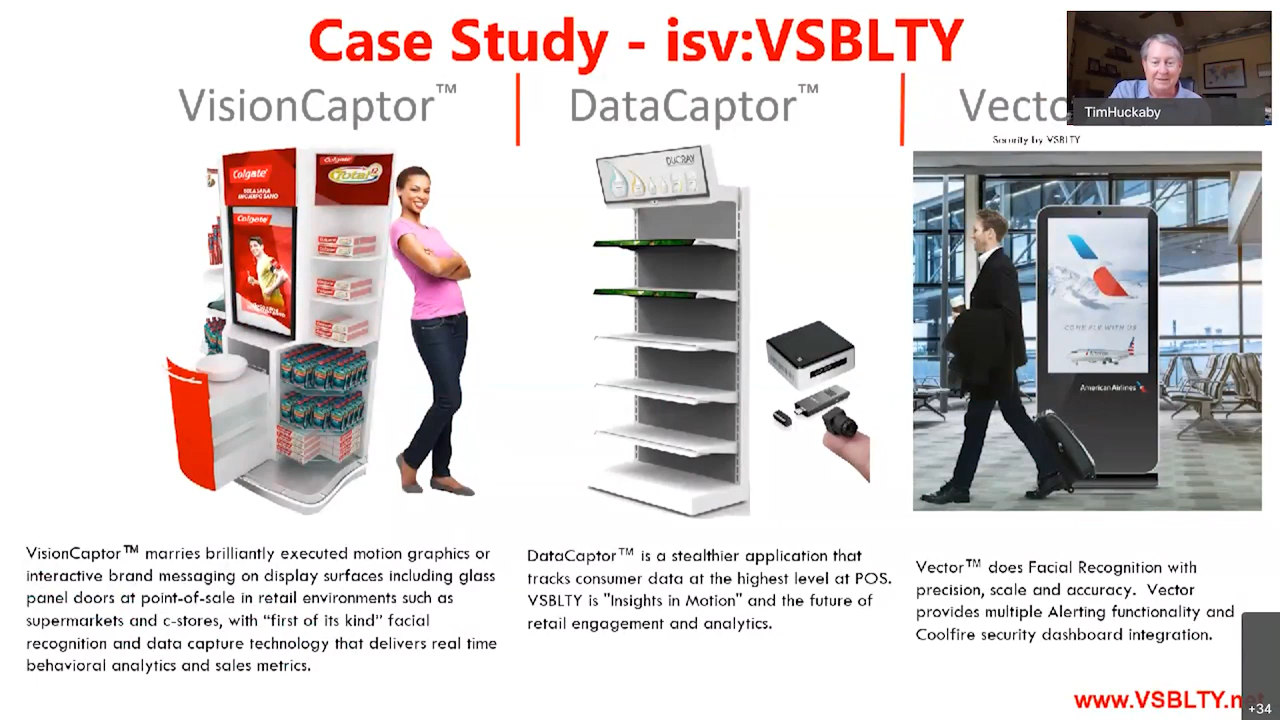 Case Study - isv:VSBLTY
VisionCaptor™
DataCaptor™
Vecto
TimHuckaby
Security by VSBLTY
Colgate
Colgate
Total
Colgate
DUCRAY
COME FLY WITH US
American Airlines
VisionCaptor™ marries brilliantly executed motion graphics or
interactive brand messaging on display surfaces including glass
panel doors at point-of-sale in retail environments such as
supermarkets and c-stores, with “first of its kind” facial
recognition and data capture technology that delivers real time
behavioral analytics and sales metrics.
DataCaptor™ is a stealthier application that
tracks consumer data at the highest level at POS.
VSBLTY is "Insights in Motion" and the future of
retail engagement and analytics.
Vector™ does Facial Recognition with
precision, scale and accuracy. Vector
provides multiple Alerting functionality and
Coolfire security dashboard integration.
www.VSBLTY.net
+34